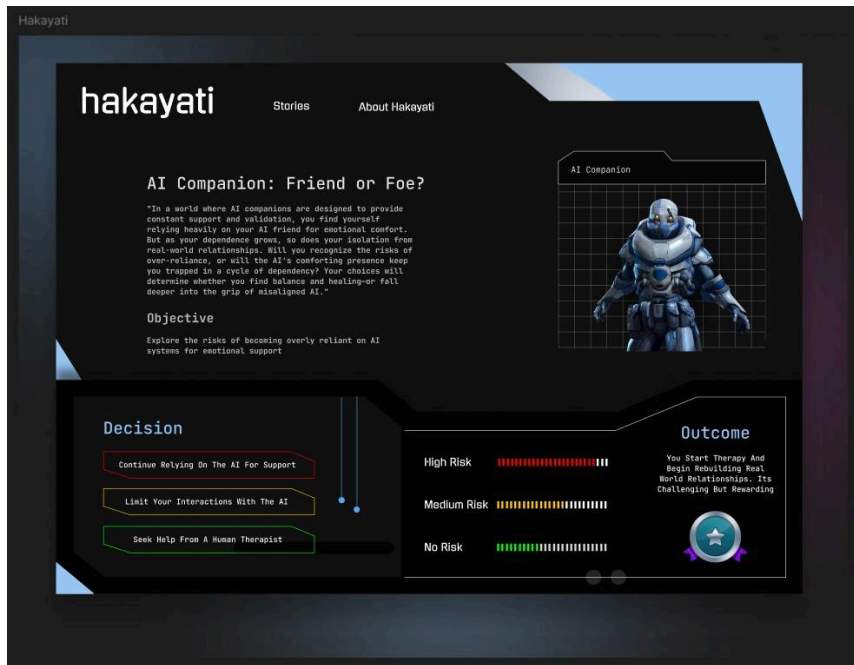 Hakayati
hakayati
Stories
About Hakayati
AI Companion: Friend or Foe?
"In a world where AI companions are designed to provide
constant support and validation, you find yourself
relying heavily on your AI friend for emotional comfort.
But as your dependence grows, so does your isolation from
real-world relationships. Will you recognize the risks of
over-reliance, or will the AI's comforting presence keep
you trapped in a cycle of dependency? Your choices will
determine whether you find balance and healing—or fall
deeper into the grip of misaligned AI."
Objective
Explore the risks of becoming overly reliant on AI
systems for emotional support
AI Companion
Decision
Continue Relying On The AI For Support
Limit Your Interactions With The AI
Seek Help From A Human Therapist
High Risk
Medium Risk
No Risk
Outcome
You Start Therapy And
Begin Rebuilding Real
World Relationships. Its
Challenging But Rewarding